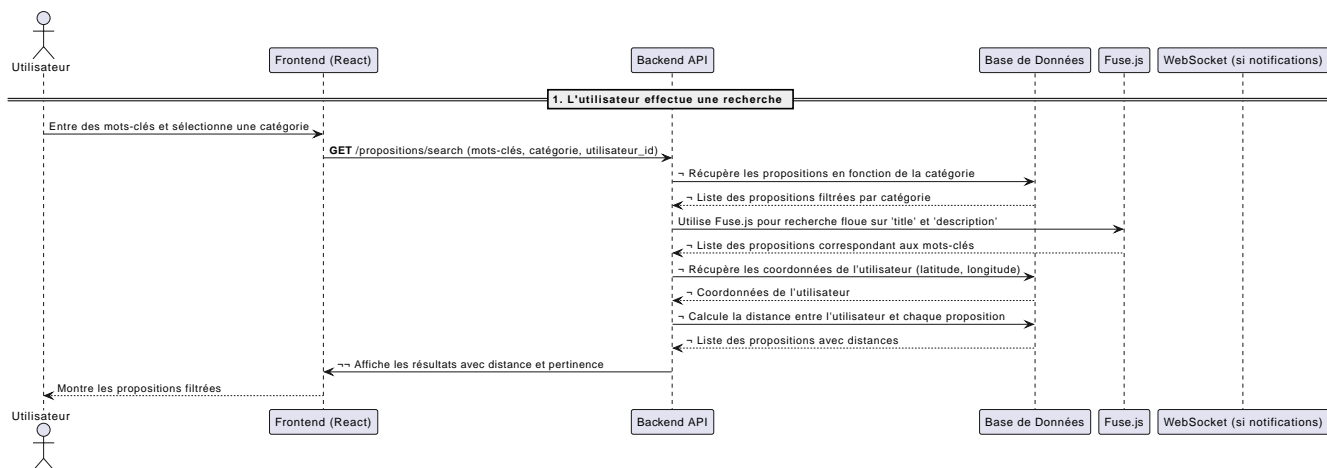 Utilisateur
Frontend (React)
Backend API
Base de Données
Fuse.js
WebSocket (si notifications)
1. L'utilisateur effectue une recherche
Entre des mots-clés et sélectionne une catégorie
GET /propositions/search (mots-clés, catégorie, utilisateur_id)
¬ Récupère les propositions en fonction de la catégorie
¬ Liste des propositions filtrées par catégorie
Utilise Fuse.js pour recherche floue sur 'title' et 'description'
¬ Liste des propositions correspondant aux mots-clés
¬ Récupère les coordonnées de l'utilisateur (latitude, longitude)
¬ Coordonnées de l'utilisateur
¬ Calcule la distance entre l'utilisateur et chaque proposition
¬ Liste des propositions avec distances
¬¬ Affiche les résultats avec distance et pertinence
Montre les propositions filtrées
Utilisateur
Frontend (React)
Backend API
Base de Données
Fuse.js
WebSocket (si notifications)